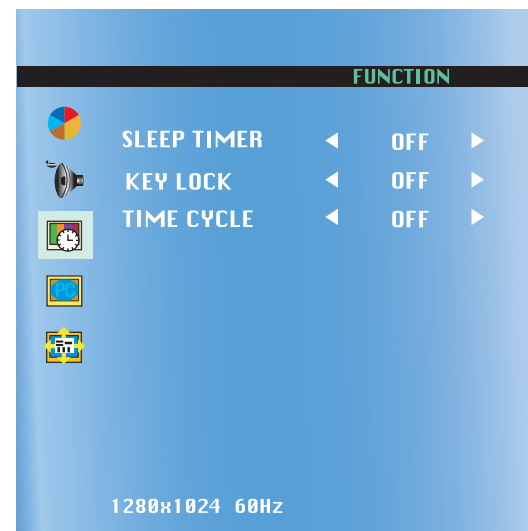 FUNCTION
SLEEP TIMER OFF
KEY LOCK OFF
TIME CYCLE OFF
PC
1280x1024 60Hz